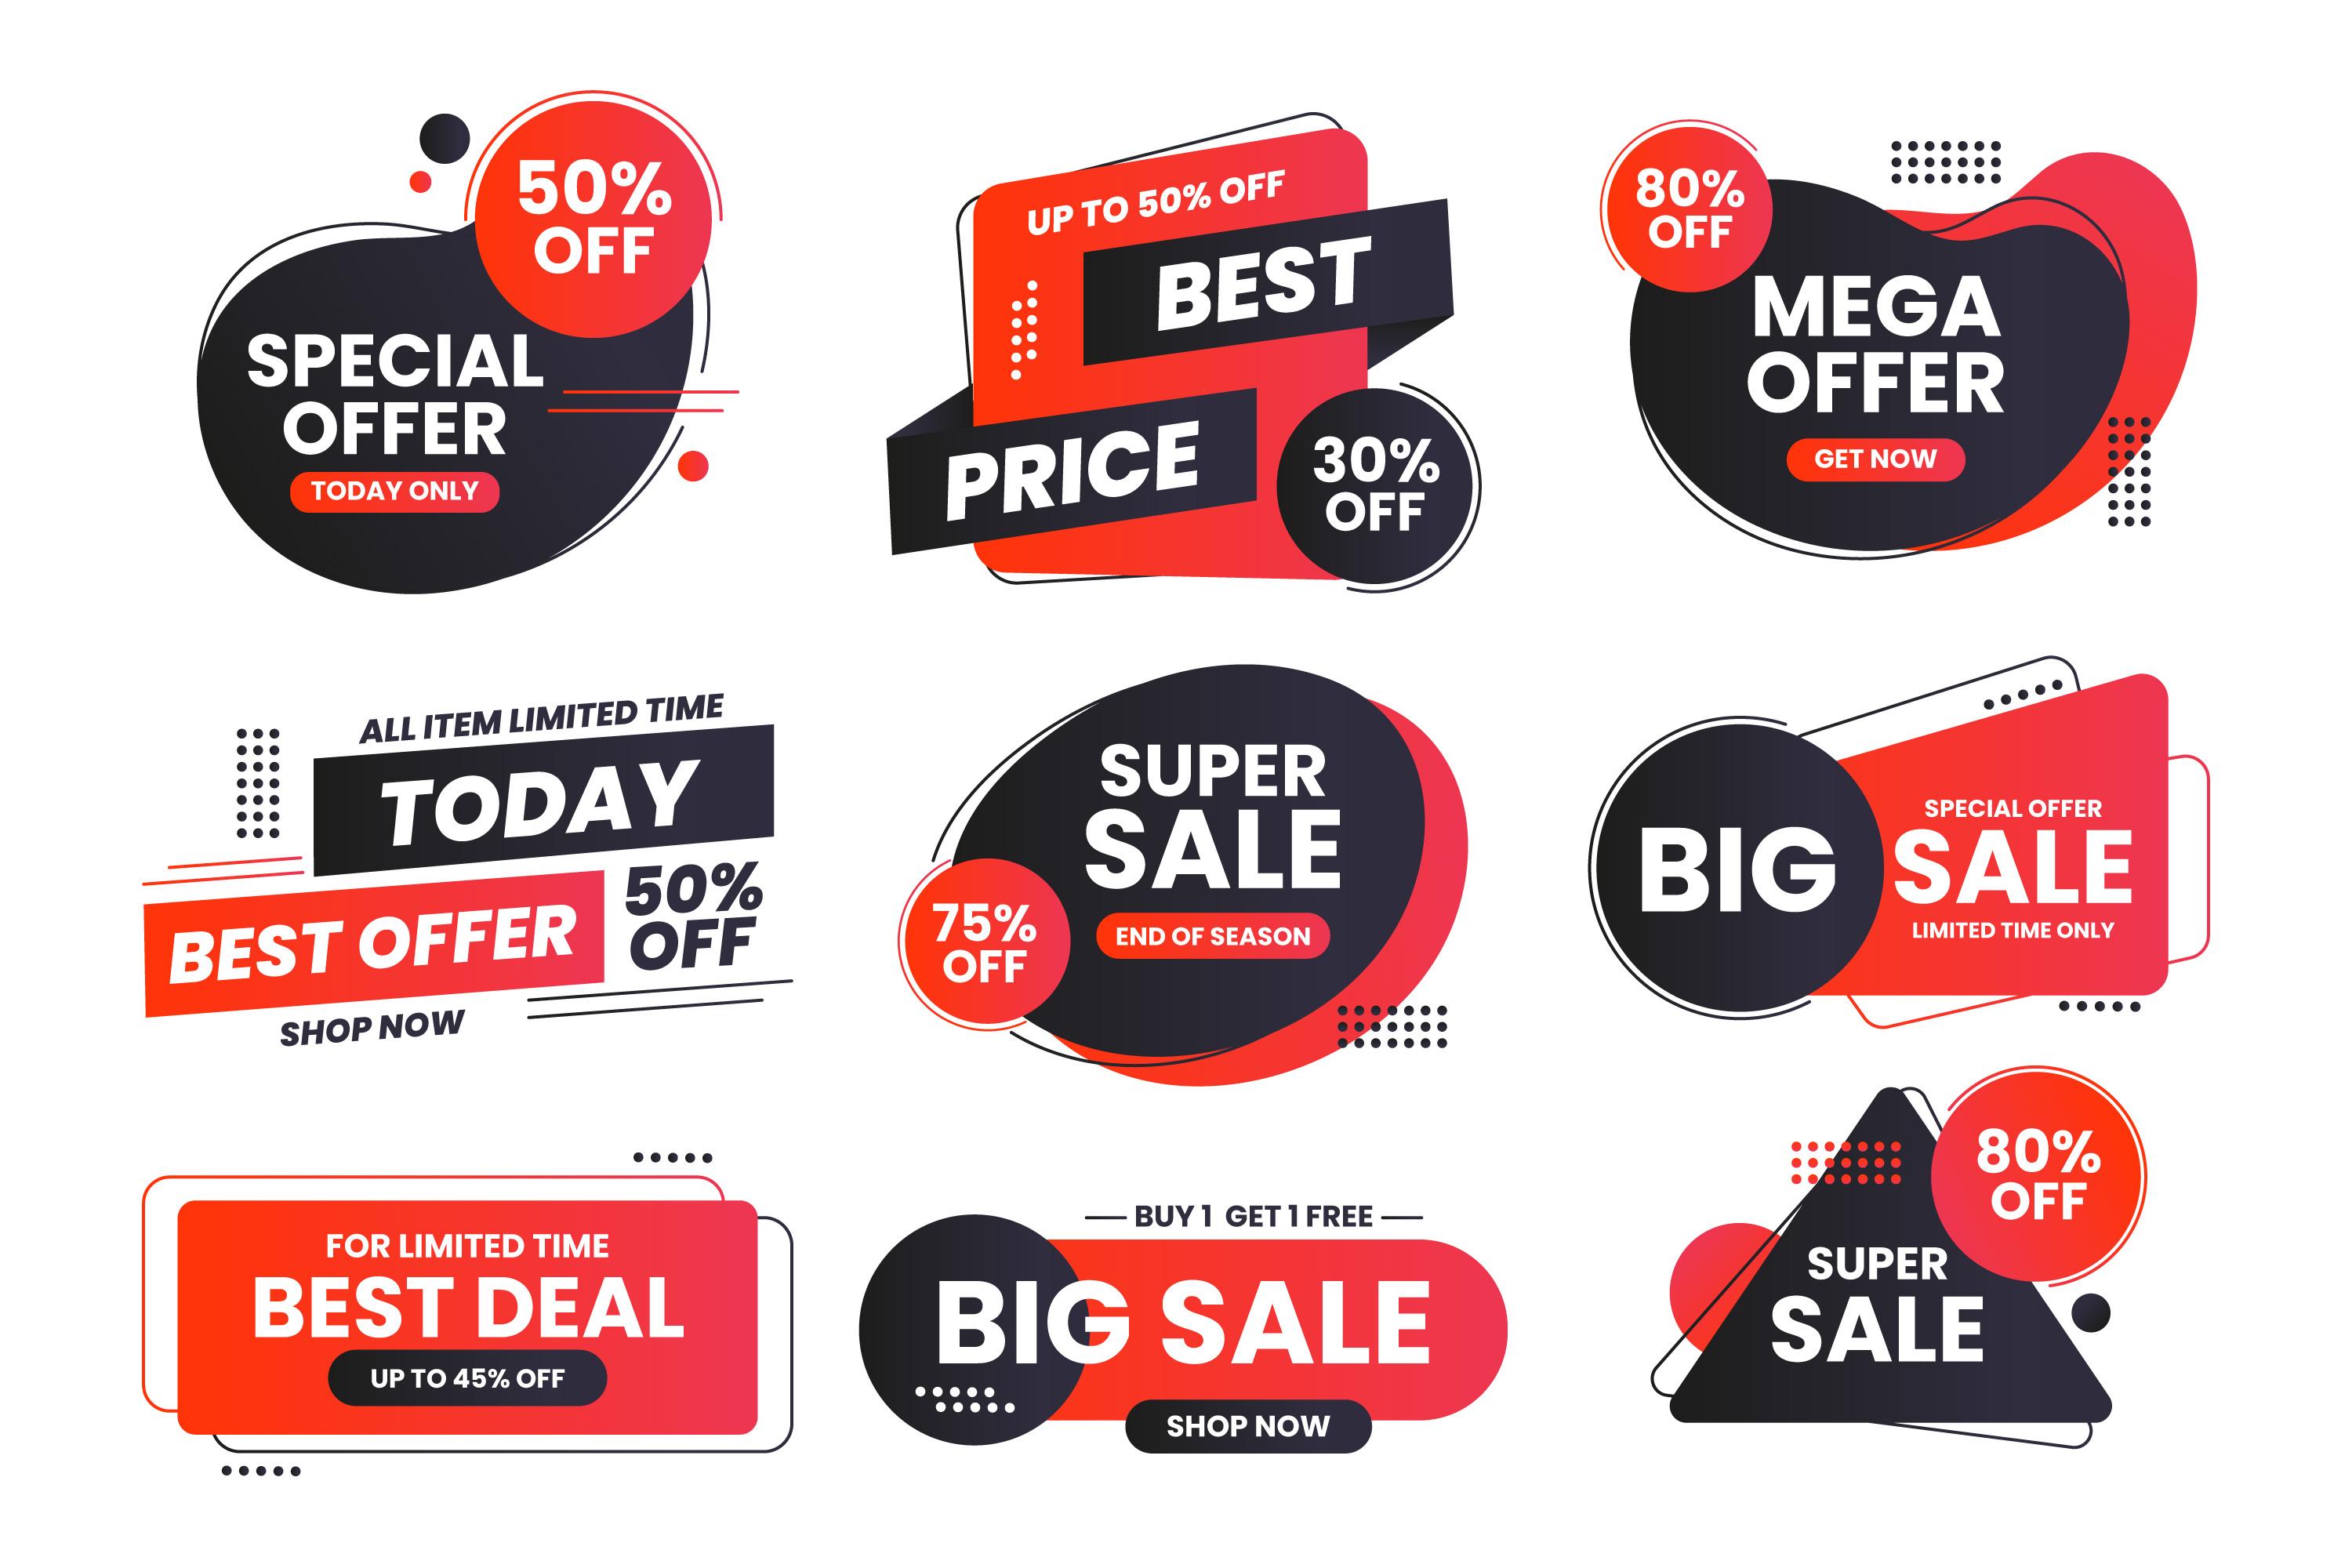 50%
OFF
SPECIAL
OFFER
TODAY ONLY
UP TO 50% OFF
BEST
PRICE
30%
OFF
80%
OFF
MEGA
OFFER
GET NOW
ALL ITEM LIMITED TIME
TODAY
BEST OFFER
50%
OFF
SHOP NOW
SUPER
SALE
75%
OFF
END OF SEASON
SPECIAL OFFER
BIG SALE
LIMITED TIME ONLY
FOR LIMITED TIME
BEST DEAL
UP TO 45% OFF
BUY 1 GET 1 FREE
BIG SALE
SHOP NOW
80%
OFF
SUPER
SALE